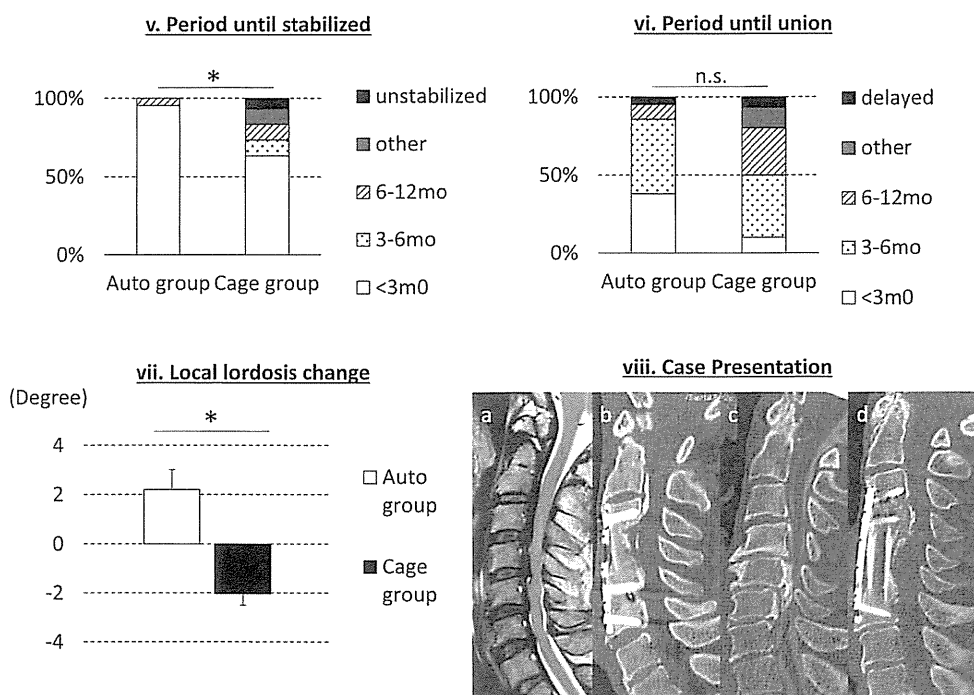 v. Period until stabilized
*
100%
50%
0%
Auto group Cage group
unstabilized
other
6-12mo
3-6mo
<3m0
vi. Period until union
n.s.
100%
50%
0%
Auto group Cage group
delayed
other
6-12mo
3-6mo
<3m0
vii. Local lordosis change
(Degree)
*
4
2
0
-2
-4
Auto
group
Cage
group
viii. Case Presentation
a
b
c
d